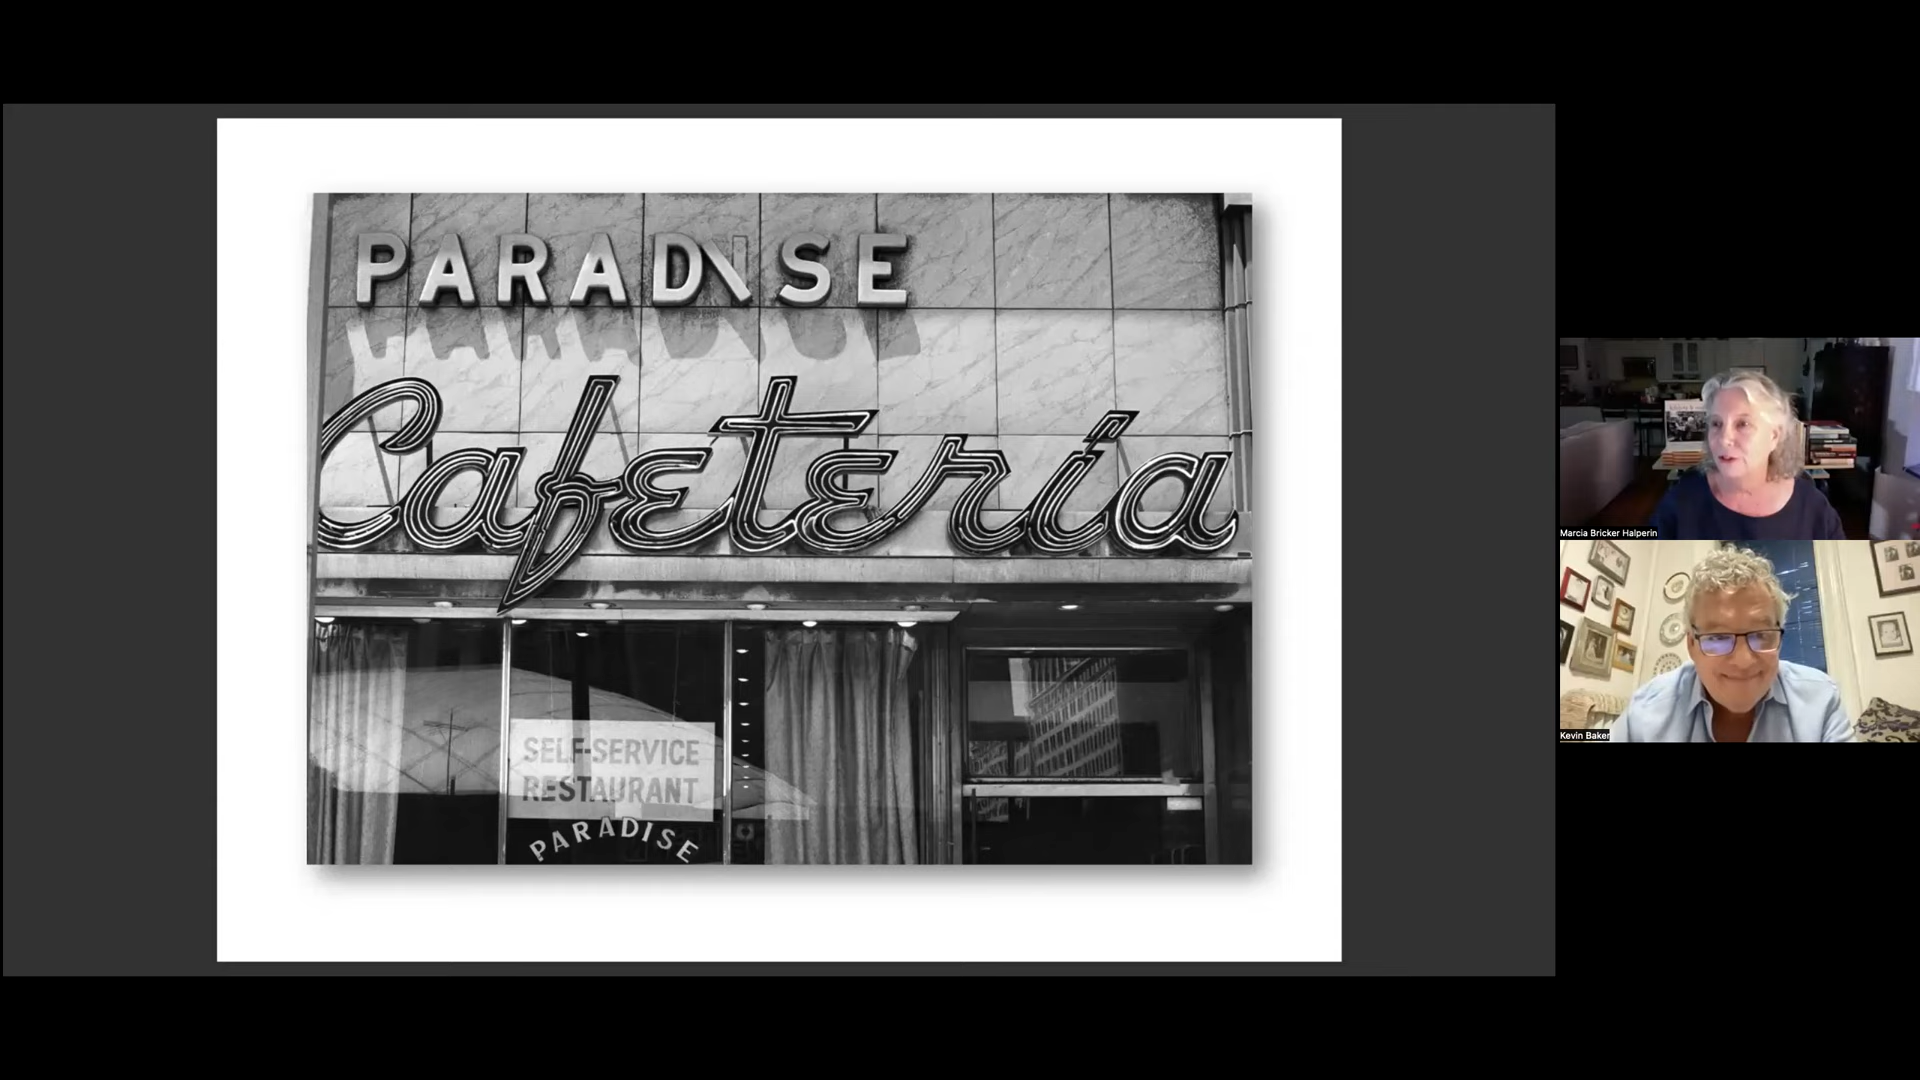 PARADISE
Cafeteria
SELF-SERVICE
RESTAURANT
PARADISE
Marcia Bricker Halperin
Kevin Baker